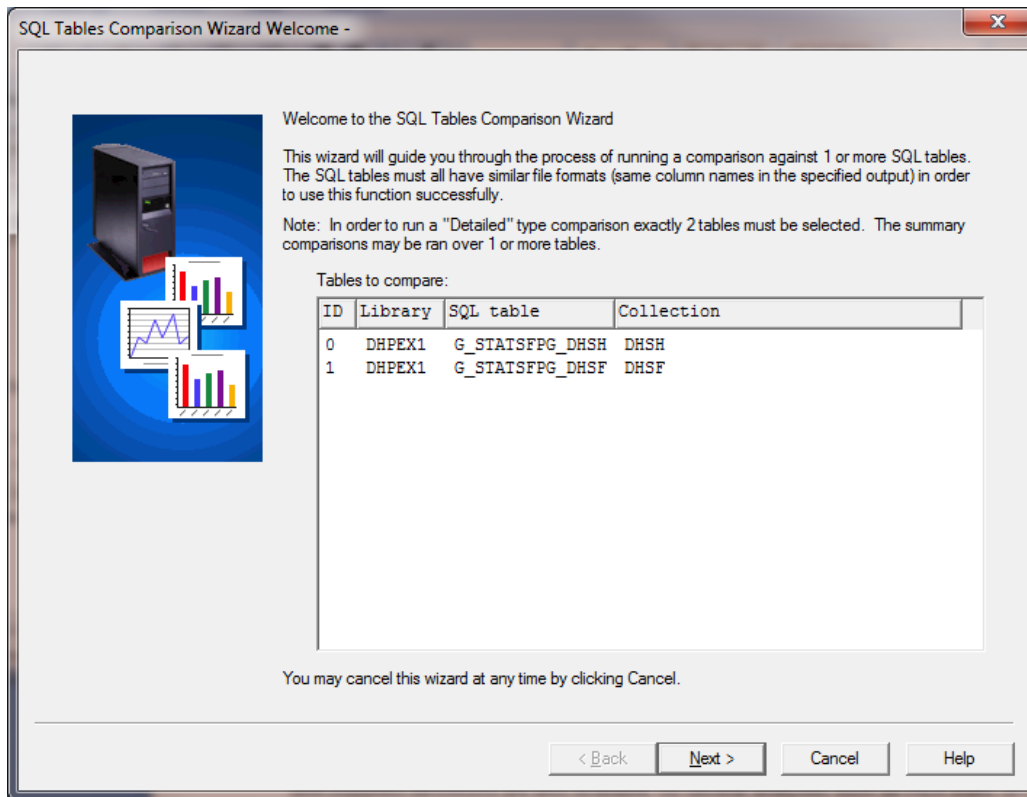 SQL Tables Comparison Wizard Welcome -
Welcome to the SQL Tables Comparison Wizard
This wizard will guide you through the process of running a comparison against 1 or more SQL tables.
The SQL tables must all have similar file formats (same column names in the specified output) in order
to use this function successfully.
Note:  In order to run a "Detailed" type comparison exactly 2 tables must be selected.  The summary
comparisons may be ran over 1 or more tables.
Tables to compare:
ID Library SQL table Collection
0 DHPEX1 G_STATSFPG_DHSH DHSH
1 DHPEX1 G_STATSFPG_DHSF DHSF
You may cancel this wizard at any time by clicking Cancel.
< Back Next > Cancel Help